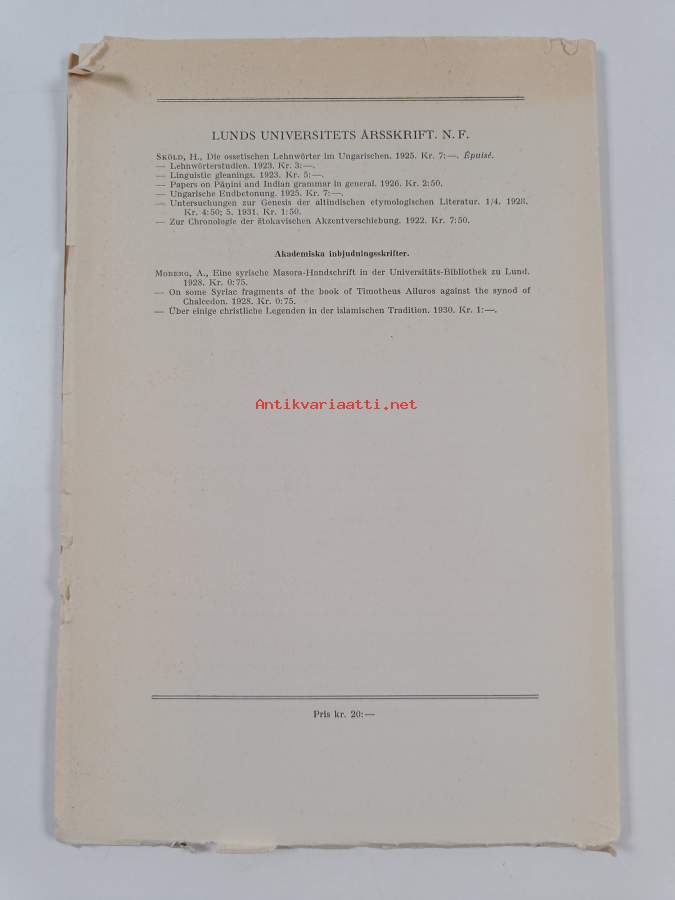 LUNDS UNIVERSITETS ÅRSSKRIFT. N. F.
SKÖLD, H., Die ossetischen Lehnwörter im Ungarischen. 1925. Kr. 7:—. Épuisé.
— Lehnwörterstudien. 1923. Kr. 3:—.
— Linguistic gleanings. 1923. Kr. 5:—.
— Papers on Pāṇini and Indian grammar in general. 1926. Kr. 2:50.
— Ungarische Endbetonung. 1925. Kr. 7:—.
— Untersuchungen zur Genesis der altindischen etymologischen Literatur. 1/4. 1928.
Kr. 4:50; 5. 1931. Kr. 1:50.
— Zur Chronologie der štokavischen Akzentverschiebung. 1922. Kr. 7:50.
Akademiska inbjudningsskrifter.
MOBERG, A., Eine syrische Masora-Handschrift in der Universitäts-Bibliothek zu Lund.
1928. Kr. 0:75.
— On some Syriac fragments of the book of Timotheus Ailuros against the synod of
Chalcedon. 1928. Kr. 0:75.
— Über einige christliche Legenden in der islamischen Tradition. 1930. Kr. 1:—.
Antikvariaatti.net
Pris kr. 20:—